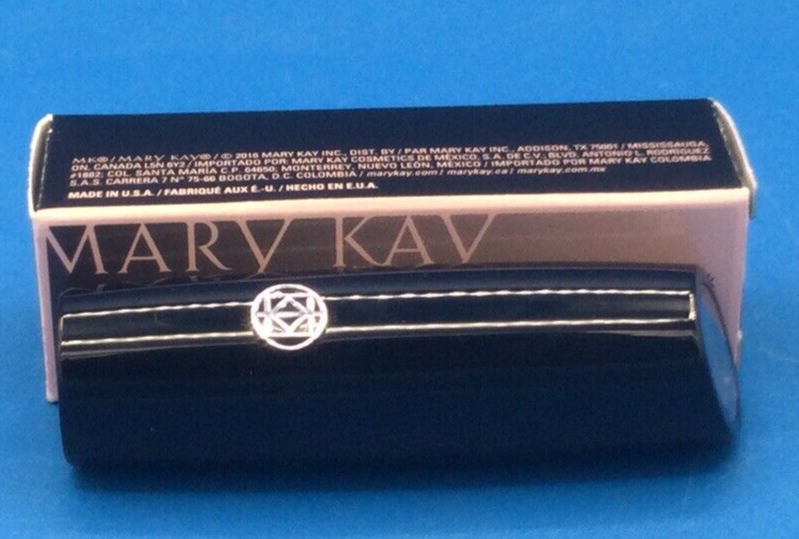 MK®/MARY KAY®/© 2016 MARY KAY INC., DIST. BY / PAR MARY KAY INC., ADDISON, TX 75001 / MISSISSAUGA,
ON, CANADA L5N 6Y2 / IMPORTADO POR: MARY KAY COSMETICS DE MÉXICO, S.A. DE C.V.; BLVD. ANTONIO L. RODRÍGUEZ
#1882; COL. SANTA MARÍA C.P. 64650; MONTERREY, NUEVO LEÓN, MÉXICO / IMPORTADO POR MARY KAY COLOMBIA
S.A.S. CARRERA 7 N° 75-66 BOGOTA, D.C. COLOMBIA / marykay.com / marykay.ca / marykay.com.mx
MADE IN U.S.A. / FABRIQUÉ AUX É.-U. / HECHO EN E.U.A.
MARY KAY